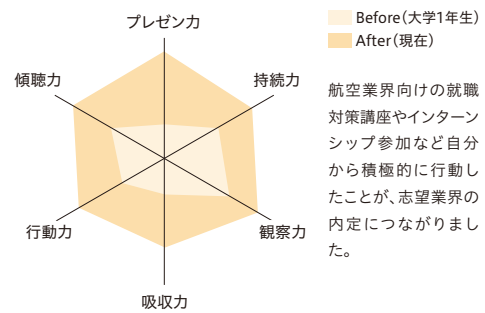 プレゼン力
持続力
観察力
吸収力
行動力
傾聴力
Before（大学1年生）
After（現在）
航空業界向けの就職
対策講座やインターン
シップ参加など自分
から積極的に行動し
たことが、志望業界の
内定につながりまし
た。